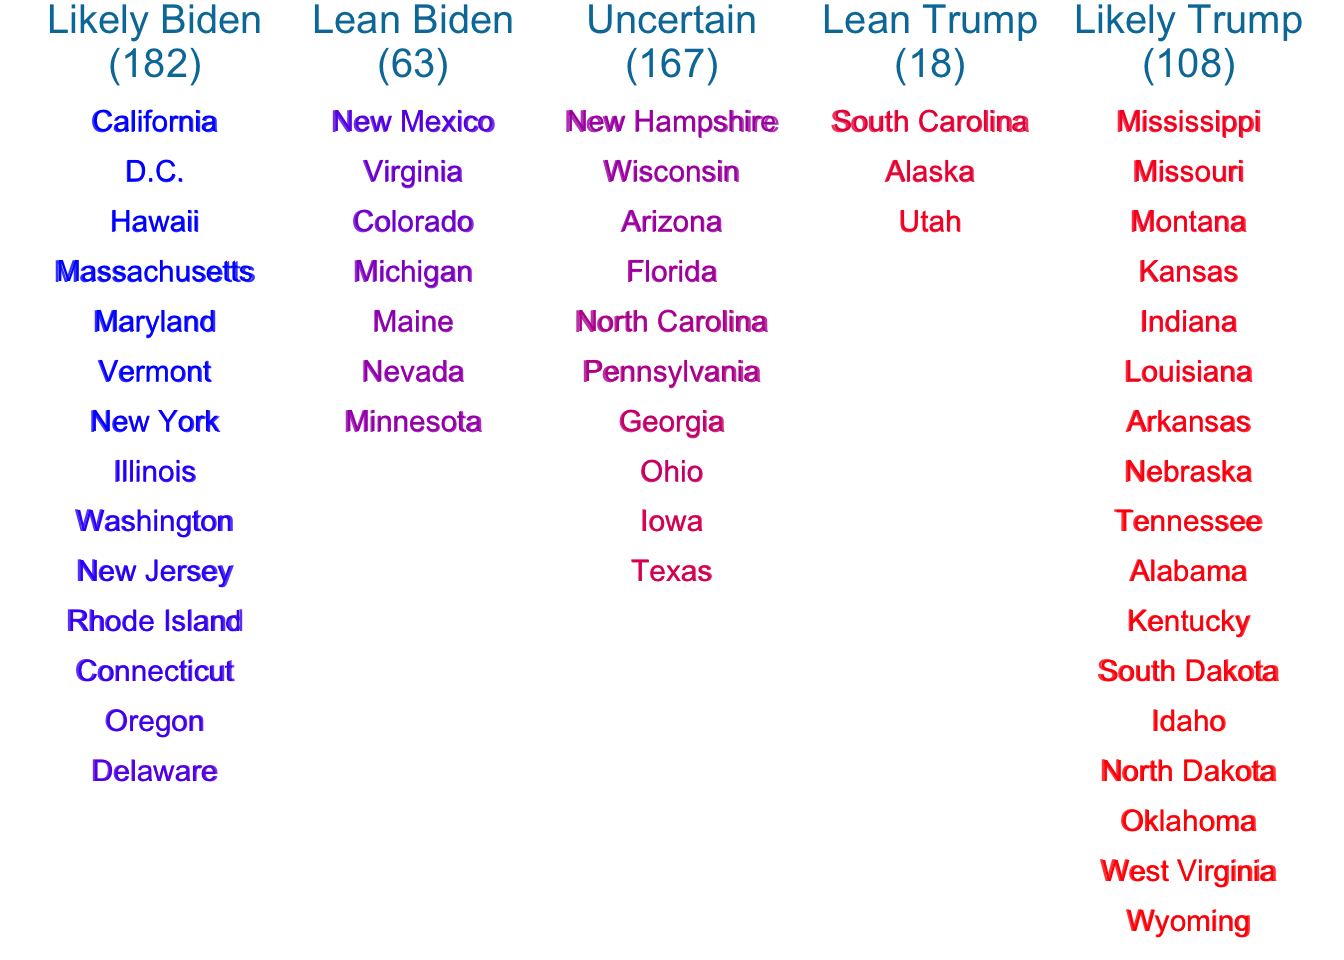 Likely Biden
(182)
California
D.C.
Hawaii
Massachusetts
Maryland
Vermont
New York
Illinois
Washington
New Jersey
Rhode Island
Connecticut
Oregon
Delaware
Lean Biden
(63)
New Mexico
Virginia
Colorado
Michigan
Maine
Nevada
Minnesota
Uncertain
(167)
New Hampshire
Wisconsin
Arizona
Florida
North Carolina
Pennsylvania
Georgia
Ohio
Iowa
Texas
Lean Trump
(18)
South Carolina
Alaska
Utah
Likely Trump
(108)
Mississippi
Missouri
Montana
Kansas
Indiana
Louisiana
Arkansas
Nebraska
Tennessee
Alabama
Kentucky
South Dakota
Idaho
North Dakota
Oklahoma
West Virginia
Wyoming